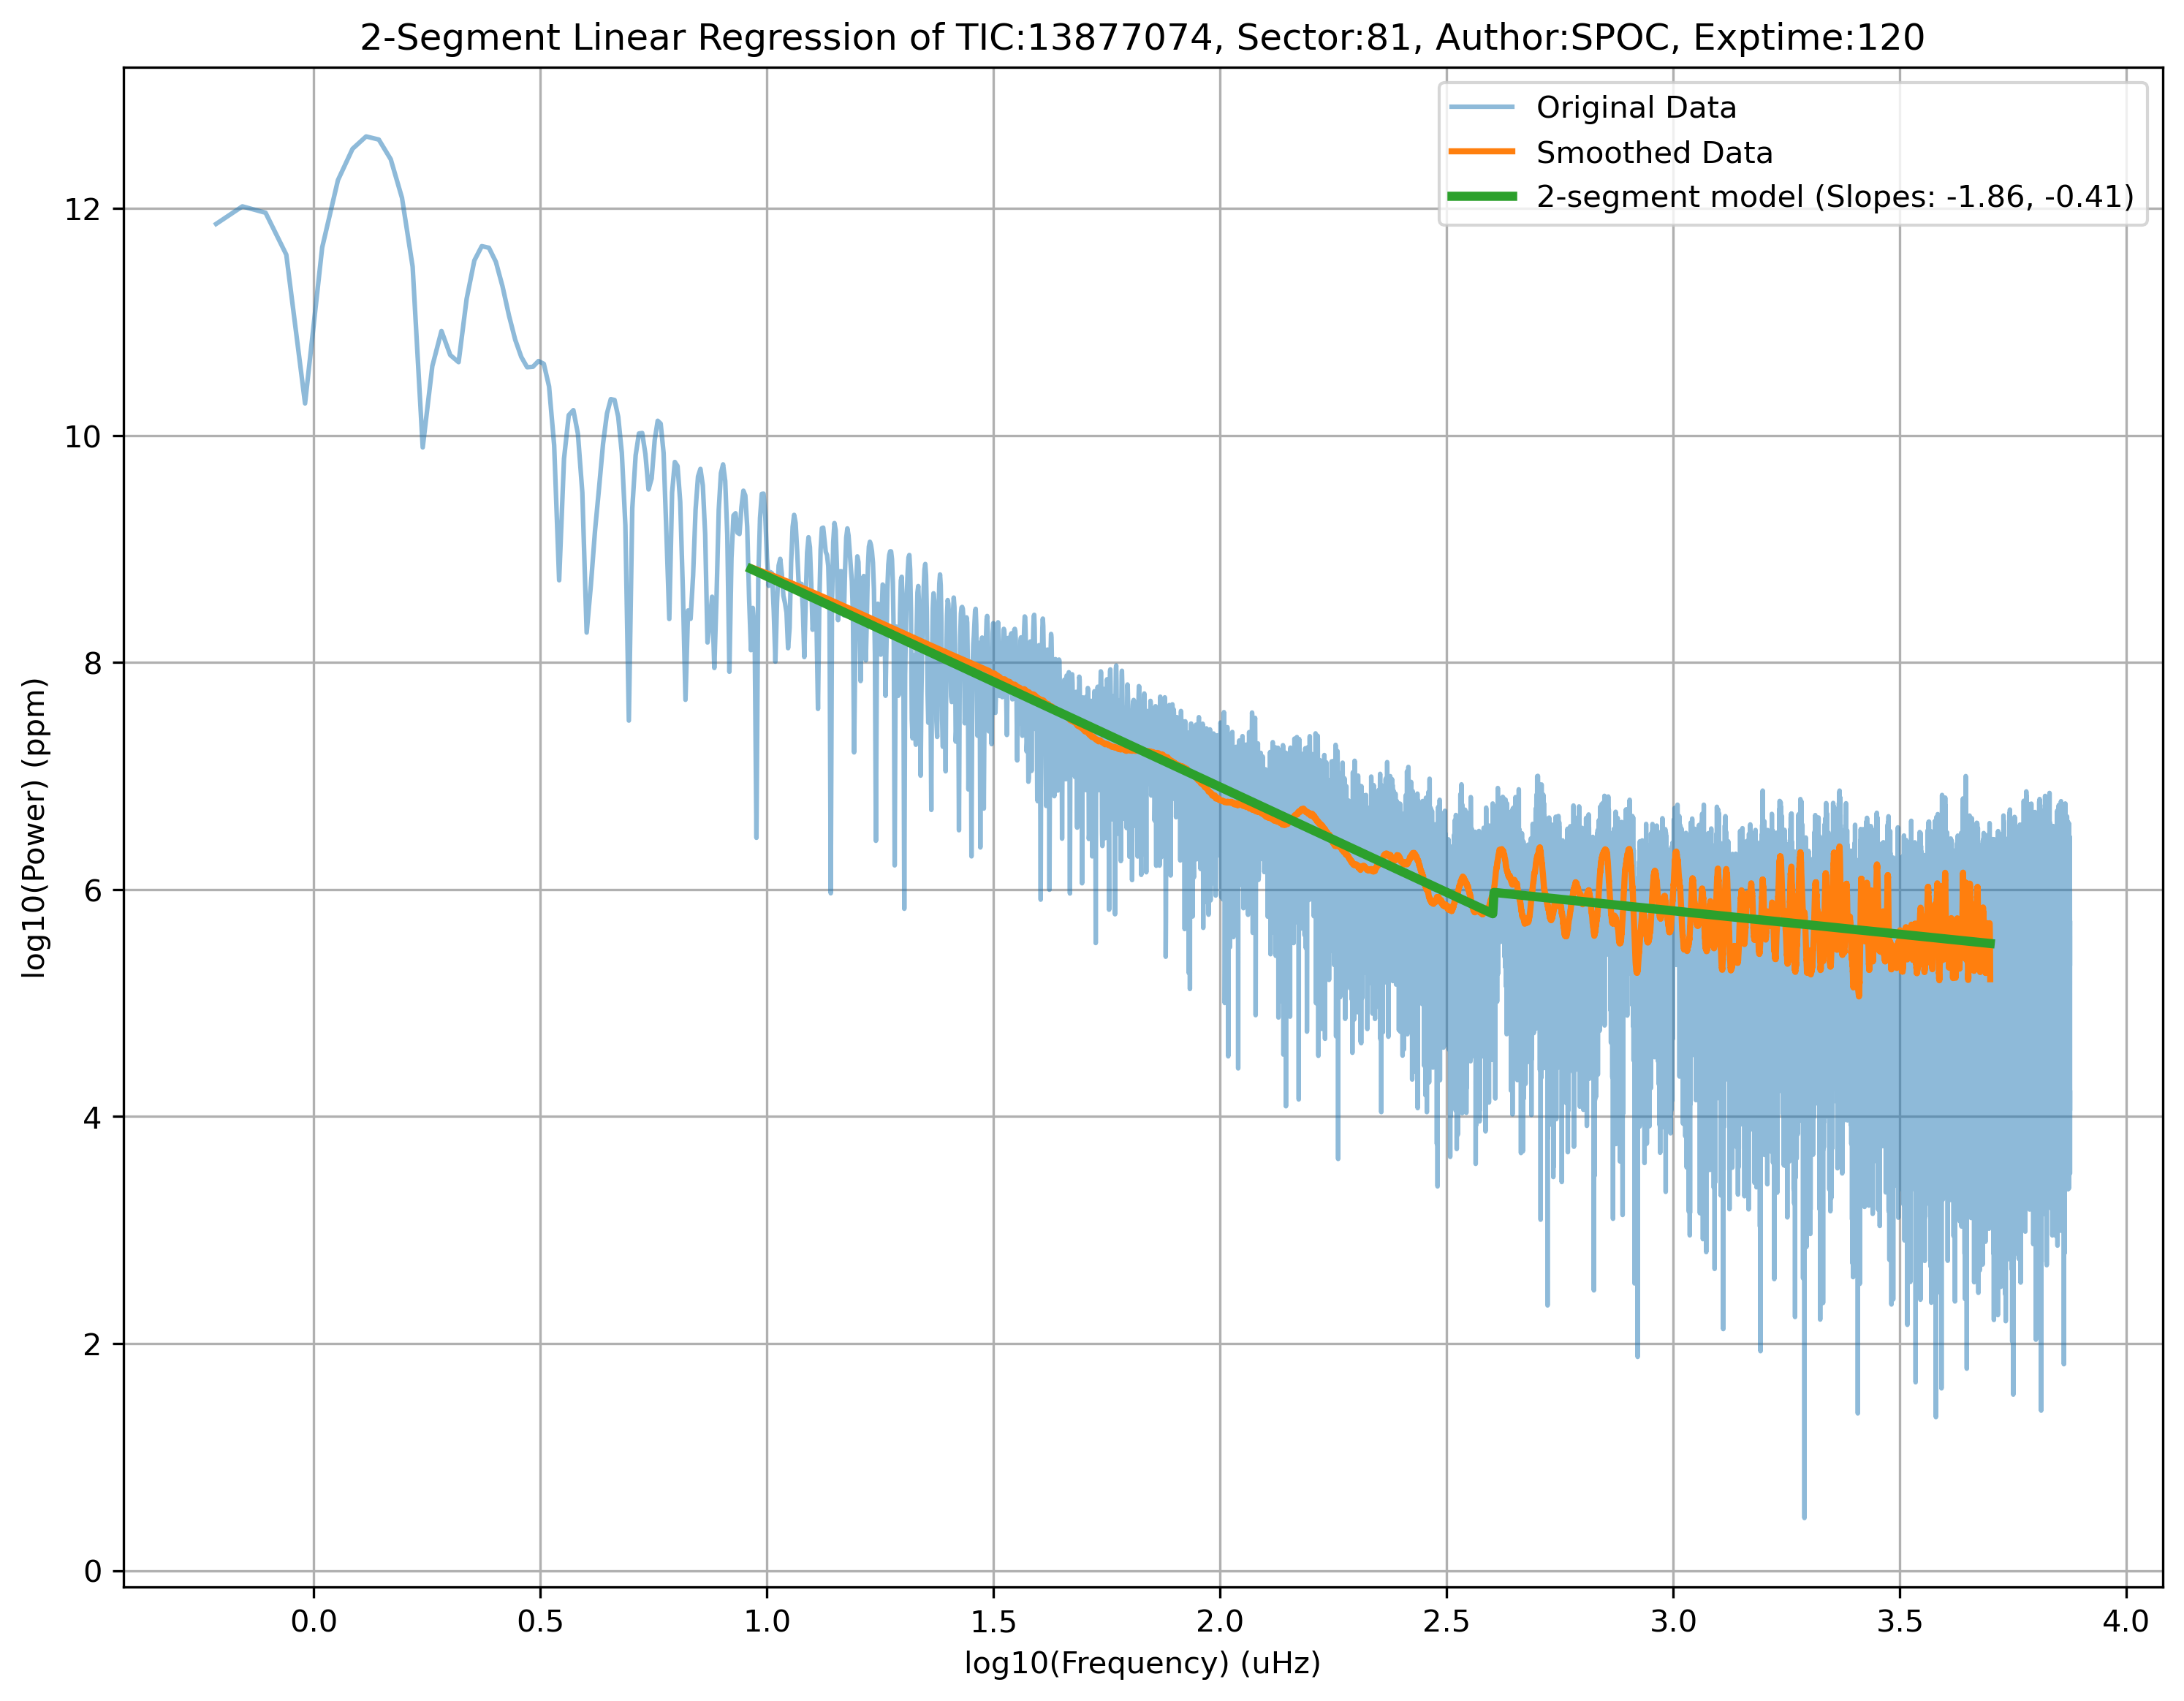 2-Segment Linear Regression of TIC:13877074, Sector:81, Author:SPOC, Exptime:120
Original Data
Smoothed Data
2-segment model (Slopes: -1.86, -0.41)
log10(Power) (ppm)
12
10
8
6
4
2
0
0.0 0.5 1.0 1.5 2.0 2.5 3.0 3.5 4.0
log10(Frequency) (uHz)